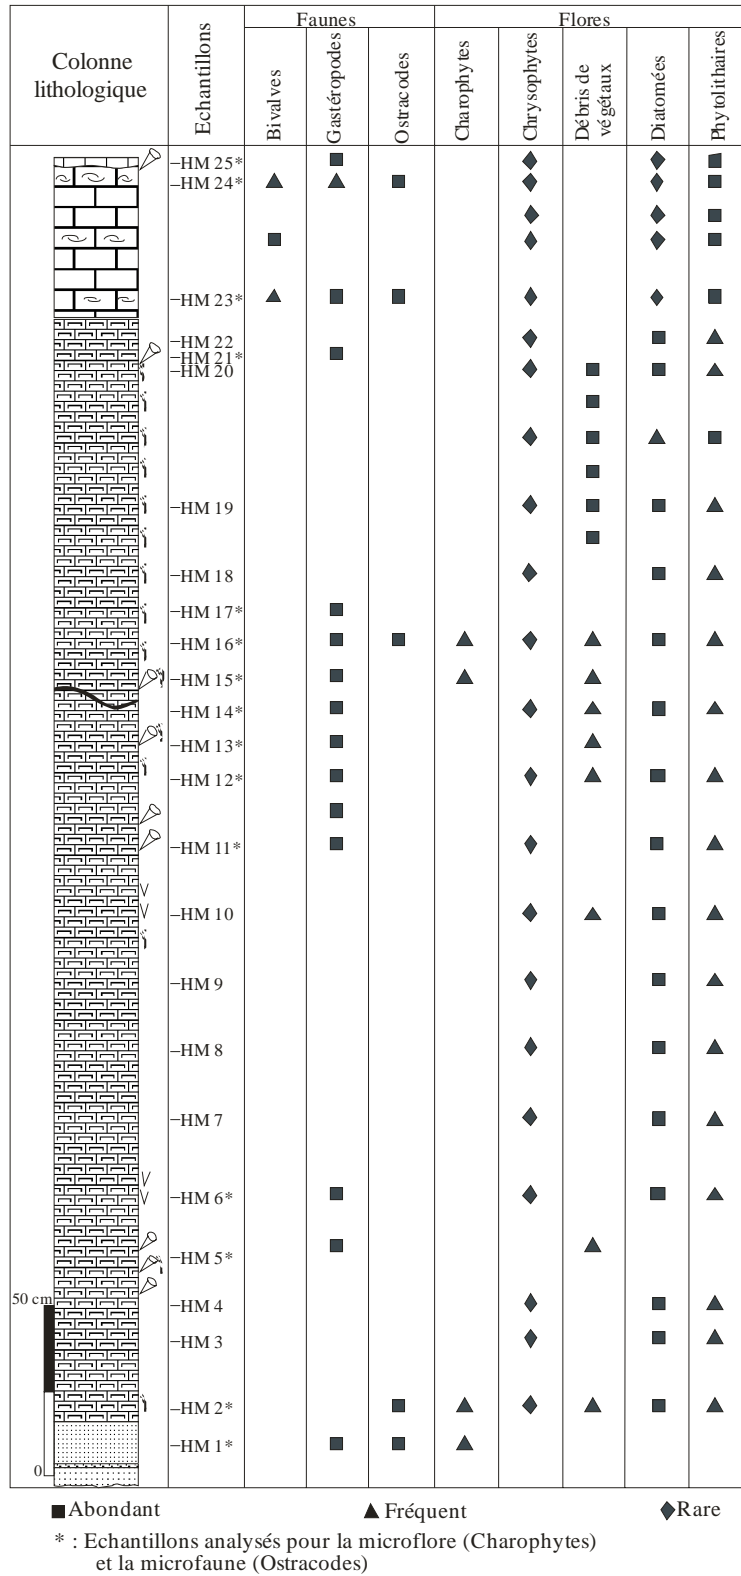 Colonne
lithologique
Echantillons
Faunes
Flores
Bivalves
Gastéropodes
Ostracodes
Charophytes
Chrysophytes
Débris de
végétaux
Diatomées
Phytolithaires
HM 25*
HM 24*
HM 23*
HM 22
HM 21*
HM 20
HM 19
HM 18
HM 17*
HM 16*
HM 15*
HM 14*
HM 13*
HM 12*
HM 11*
HM 10
HM 9
HM 8
HM 7
HM 6*
HM 5*
50 cm
HM 4
HM 3
HM 2*
HM 1*
0
Abondant
Fréquent
Rare
* : Echantillons analysés pour la microflore (Charophytes)
et la microfaune (Ostracodes)